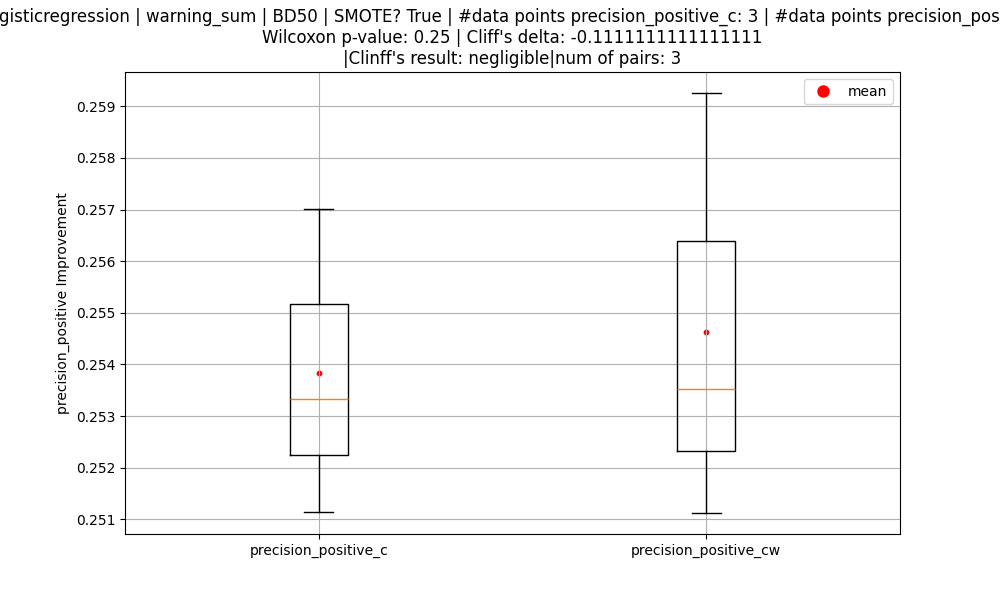 gisticregression | warning_sum | BD50 | SMOTE? True | #data points precision_positive_c: 3 | #data points precision_pos
Wilcoxon p-value: 0.25 | Cliff's delta: -0.1111111111111111
|Clinff's result: negligible|num of pairs: 3
mean
0.259
0.258
0.257
0.256
0.255
0.254
0.253
0.252
0.251
precision_positive Improvement
precision_positive_c
precision_positive_cw